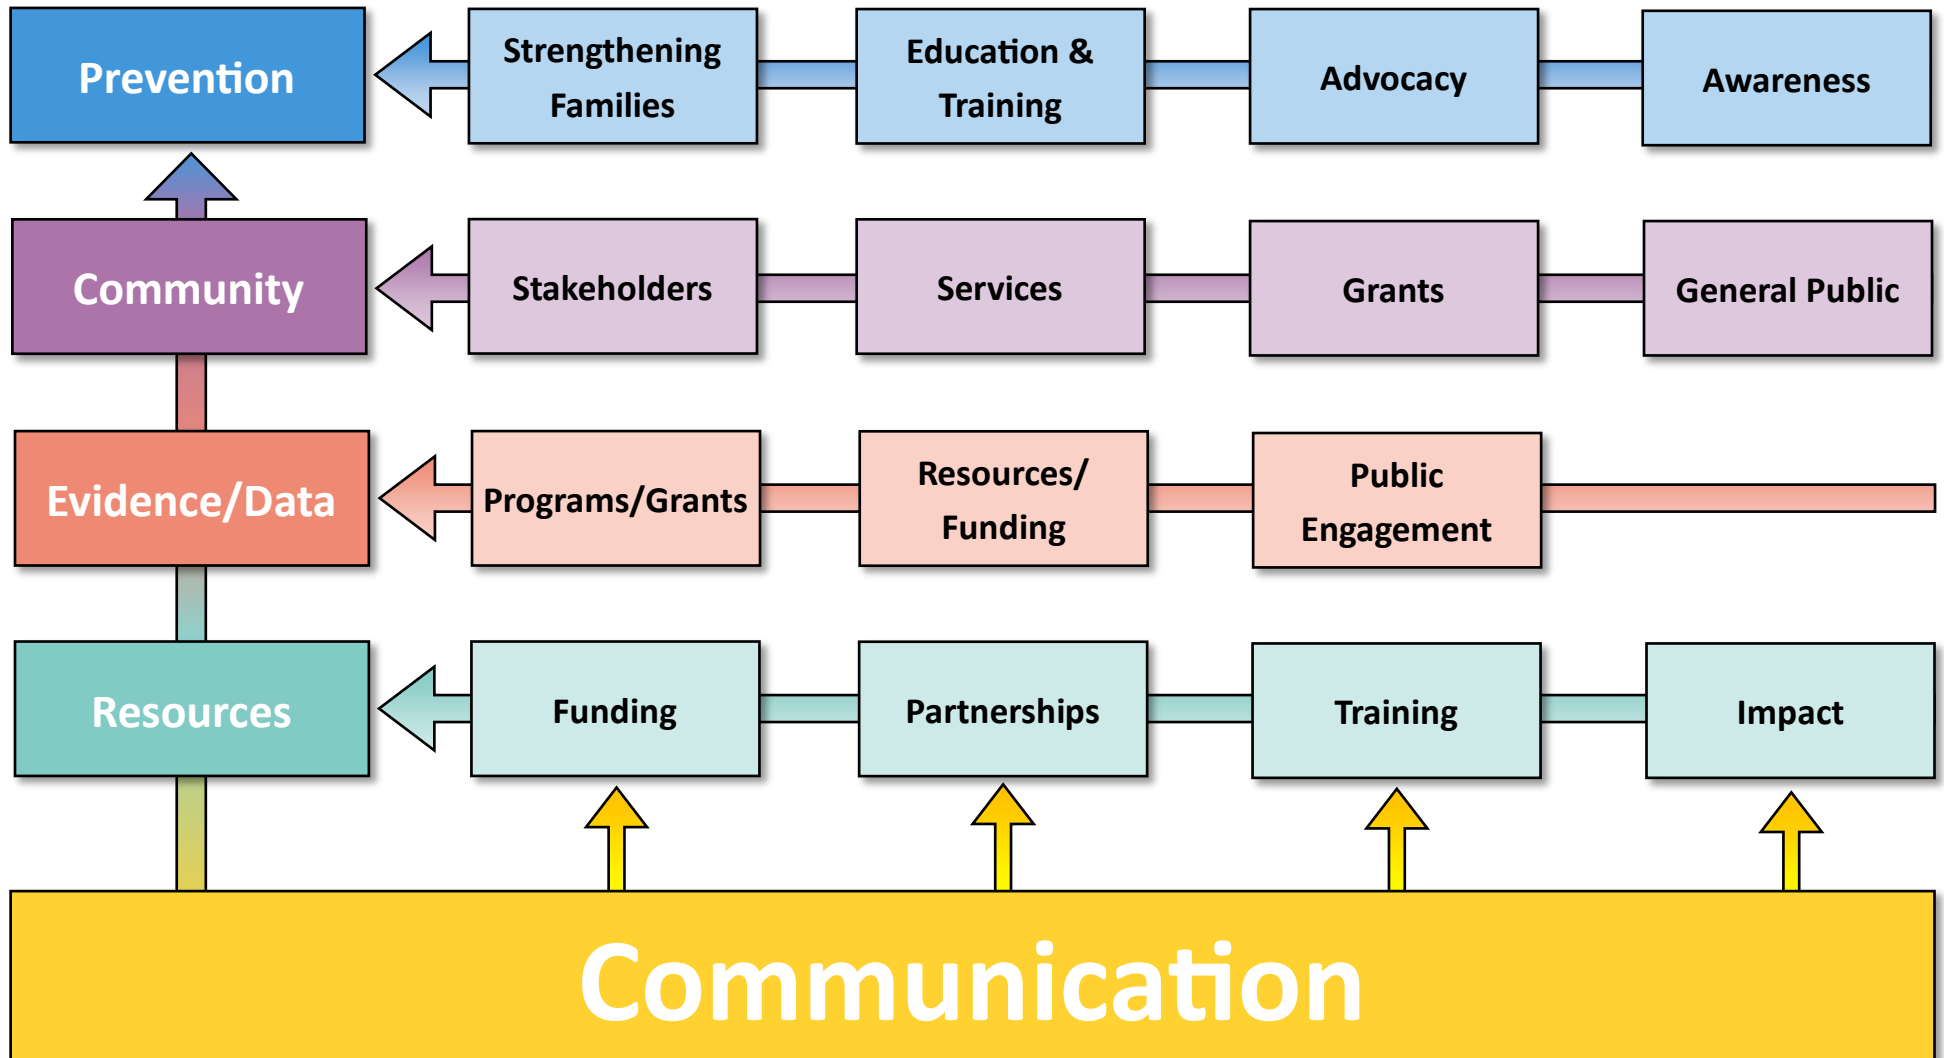 Prevention
Strengthening
Families
Education &
Training
Advocacy
Awareness
Community
Stakeholders
Services
Grants
General Public
Evidence/Data
Programs/Grants
Resources/
Funding
Public
Engagement
Resources
Funding
Partnerships
Training
Impact
Communication